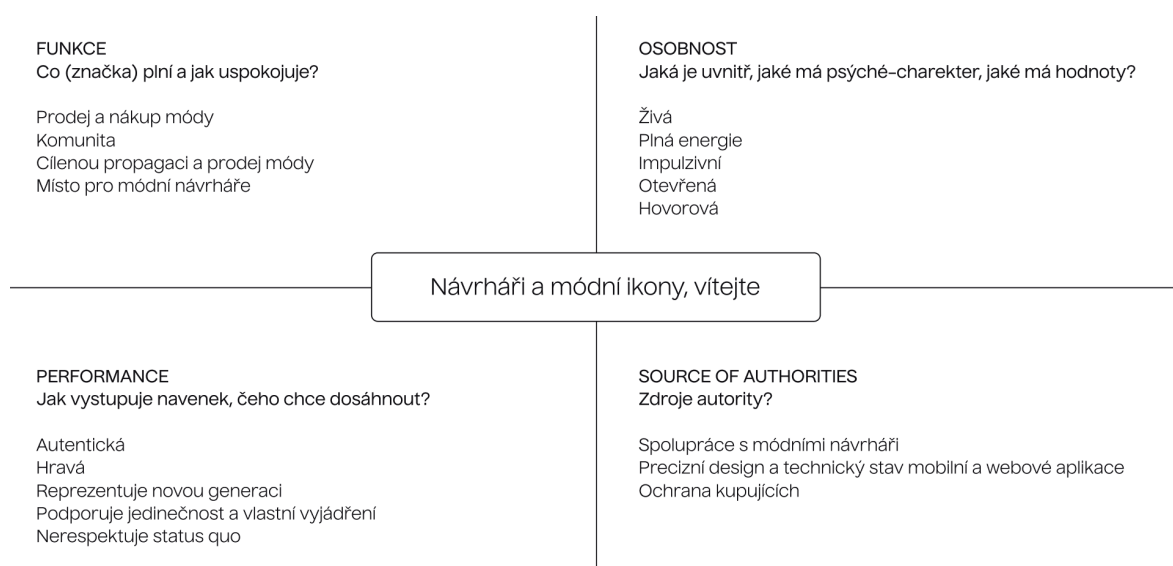 FUNKCE
Co (značka) plní a jak uspokojuje?
Prodej a nákup módy
Komunita
Cílenou propagaci a prodej módy
Místo pro módní návrháře
OSOBNOST
Jaká je uvnitř, jaké má psýché-charekter, jaké má hodnoty?
Živá
Plná energie
Impulzivní
Otevřená
Hovorová
Návrháři a módní ikony, vítejte
PERFORMANCE
Jak vystupuje navenek, čeho chce dosáhnout?
Autentická
Hravá
Reprezentuje novou generaci
Podporuje jedinečnost a vlastní vyjádření
Nerespektuje status quo
SOURCE OF AUTHORITIES
Zdroje autority?
Spolupráce s módními návrháři
Precizní design a technický stav mobilní a webové aplikace
Ochrana kupujících